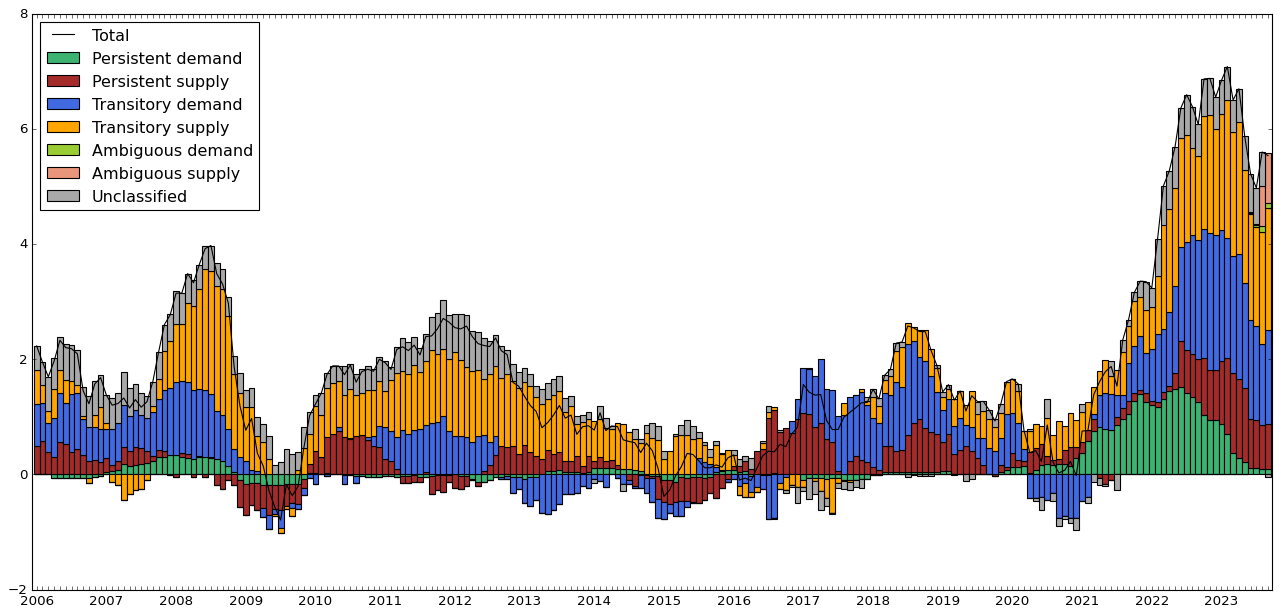 8
6
4
2
0
−2
Total
Persistent demand
Persistent supply
Transitory demand
Transitory supply
Ambiguous demand
Ambiguous supply
Unclassified
2006 2007 2008 2009 2010 2011 2012 2013 2014 2015 2016 2017 2018 2019 2020 2021 2022 2023